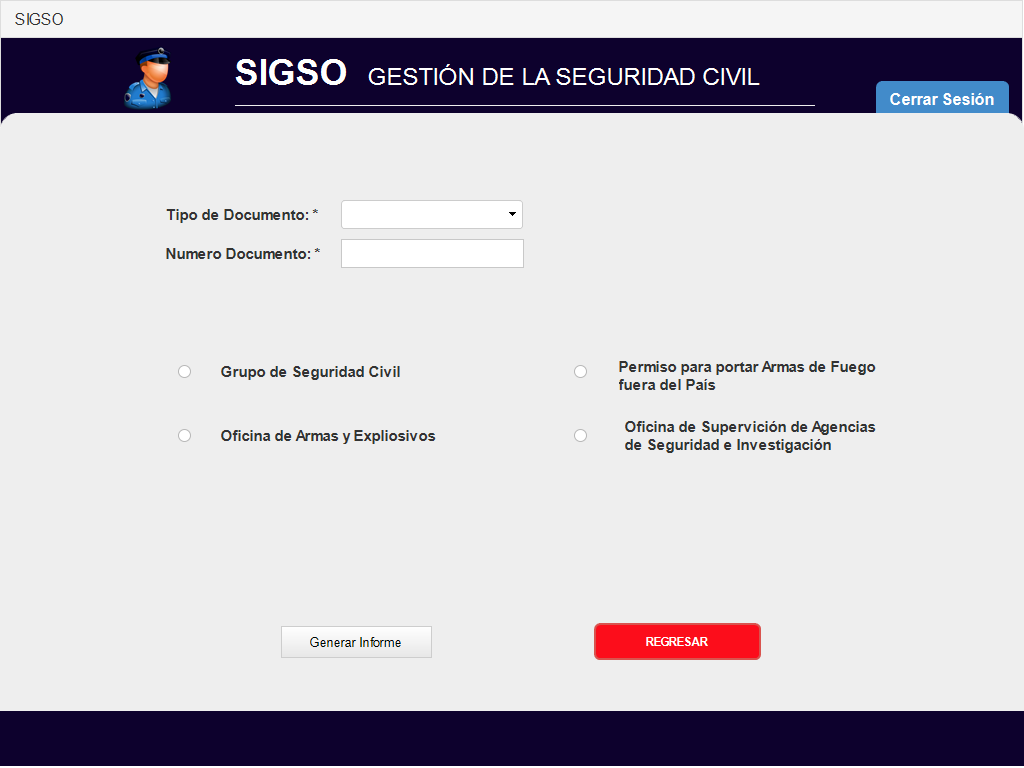 SIGSO
SIGSO GESTIÓN DE LA SEGURIDAD CIVIL
Cerrar Sesión
Tipo de Documento: *
Numero Documento: *
Grupo de Seguridad Civil
Permiso para portar Armas de Fuego
fuera del País
Oficina de Armas y Expliosivos
Oficina de Supervición de Agencias
de Seguridad e Investigación
Generar Informe
REGRESAR